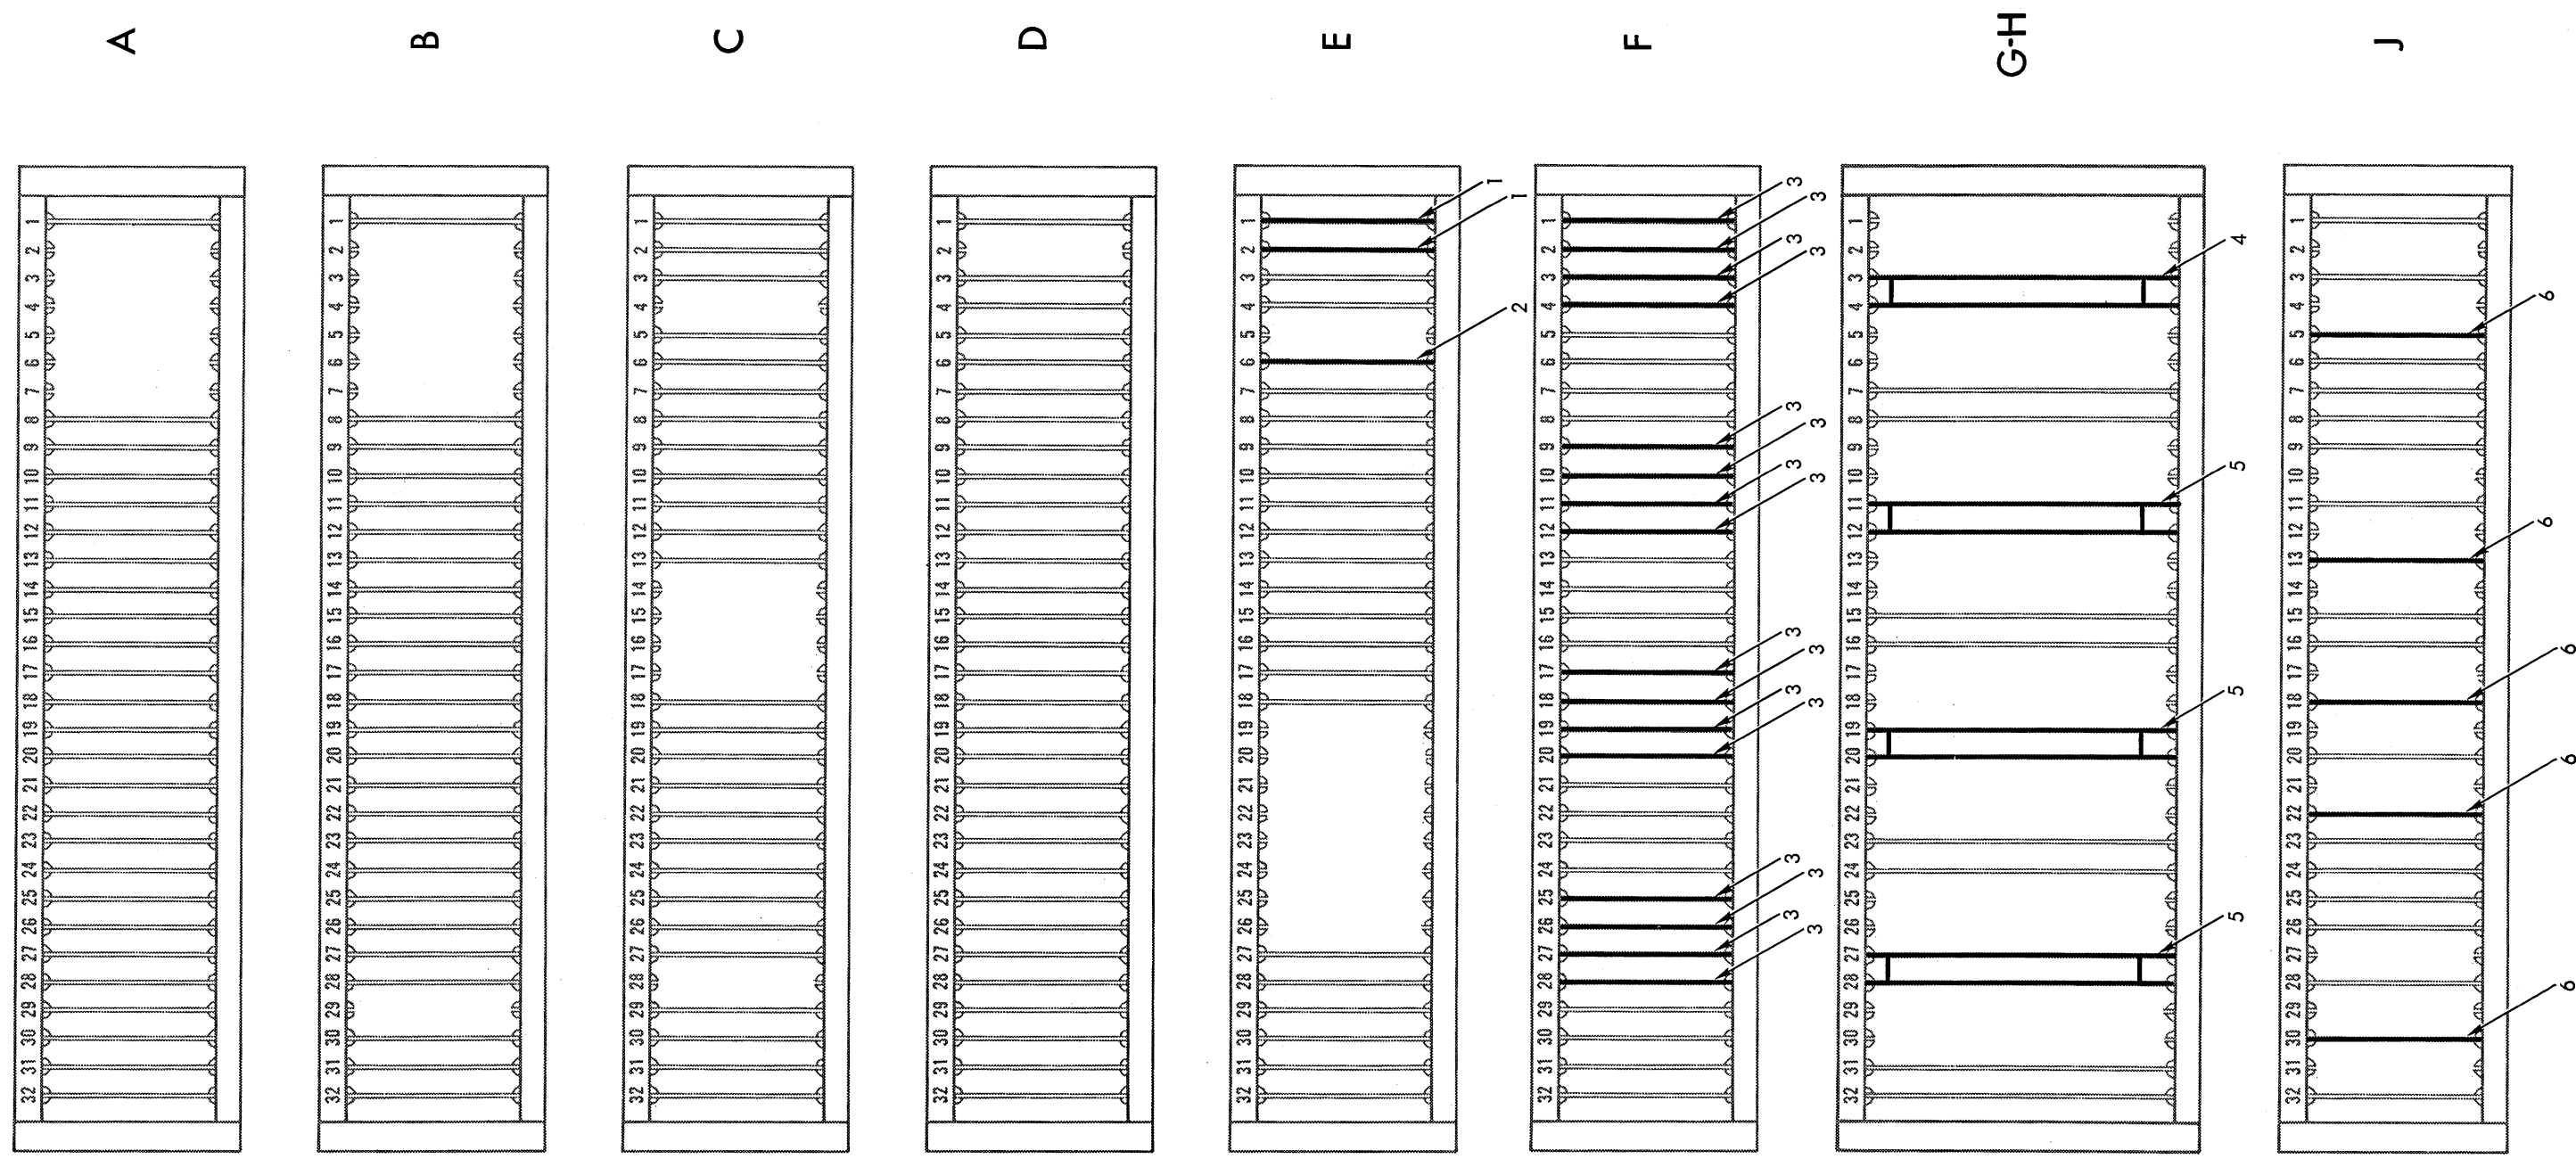 32 31 30 29 28 27 26 25 24 23 22 21 20 19 18 17 16 15 14 13 12 11 10 9 8 7 6 5 4 3 2 1 A
32 31 30 29 28 27 26 25 24 23 22 21 20 19 18 17 16 15 14 13 12 11 10 9 8 7 6 5 4 3 2 1 B
32 31 30 29 28 27 26 25 24 23 22 21 20 19 18 17 16 15 14 13 12 11 10 9 8 7 6 5 4 3 2 1 C
32 31 30 29 28 27 26 25 24 23 22 21 20 19 18 17 16 15 14 13 12 11 10 9 8 7 6 5 4 3 2 1 D
32 31 30 29 28 27 26 25 24 23 22 21 20 19 18 17 16 15 14 13 12 11 10 9 8 7 6 5 4 3 2 1 E
2 1 1
32 31 30 29 28 27 26 25 24 23 22 21 20 19 18 17 16 15 14 13 12 11 10 9 8 7 6 5 4 3 2 1 F
3 3 3 3 3 3 3 3 3 3 3 3 3 3 3 3
32 31 30 29 28 27 26 25 24 23 22 21 20 19 18 17 16 15 14 13 12 11 10 9 8 7 6 5 4 3 2 1 G-H
5 5 5 4
32 31 30 29 28 27 26 25 24 23 22 21 20 19 18 17 16 15 14 13 12 11 10 9 8 7 6 5 4 3 2 1 J
6 6 6 6 6